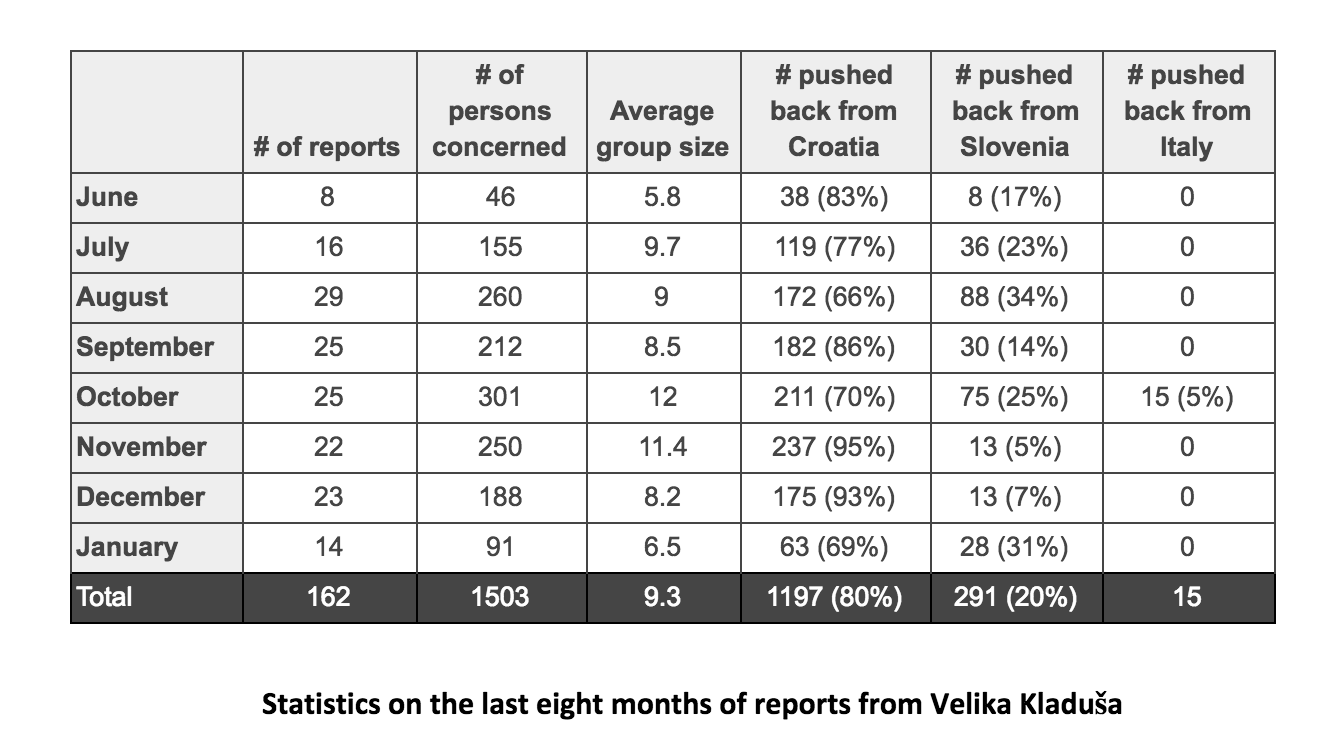 # of reports # of persons concerned Average group size # pushed back from Croatia # pushed back from Slovenia # pushed back from Italy
June 8 46 5.8 38 (83%) 8 (17%) 0
July 16 155 9.7 119 (77%) 36 (23%) 0
August 29 260 9 172 (66%) 88 (34%) 0
September 25 212 8.5 182 (86%) 30 (14%) 0
October 25 301 12 211 (70%) 75 (25%) 15 (5%)
November 22 250 11.4 237 (95%) 13 (5%) 0
December 23 188 8.2 175 (93%) 13 (7%) 0
January 14 91 6.5 63 (69%) 28 (31%) 0
Total 162 1503 9.3 1197 (80%) 291 (20%) 15
Statistics on the last eight months of reports from Velika Kladuša